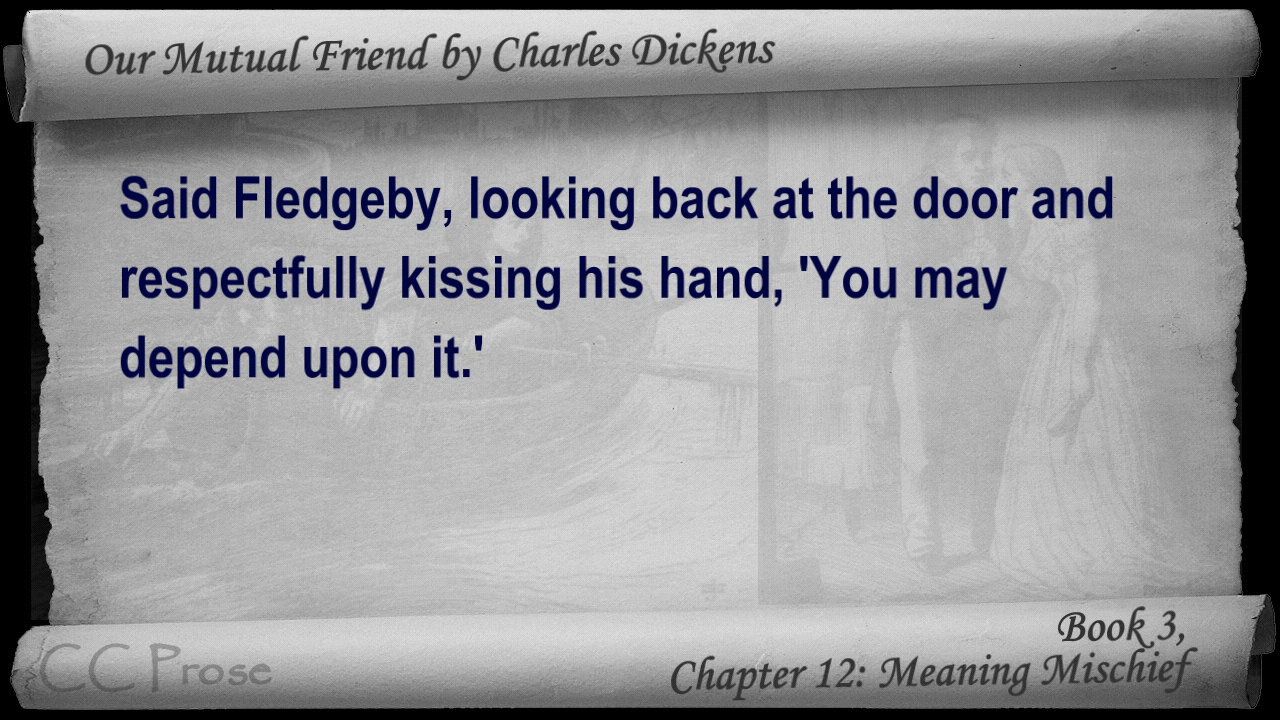 Our Mutual Friend by Charles Dickens
Said Fledgeby, looking back at the door and
respectfully kissing his hand, 'You may
depend upon it.'
Book 3,
Chapter 12: Meaning Mischief
CC Prose